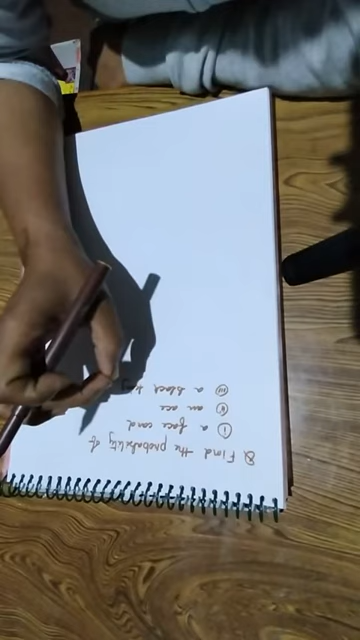 Q Find the probability of
(i) a face card
(ii) an ace
(iii) a black